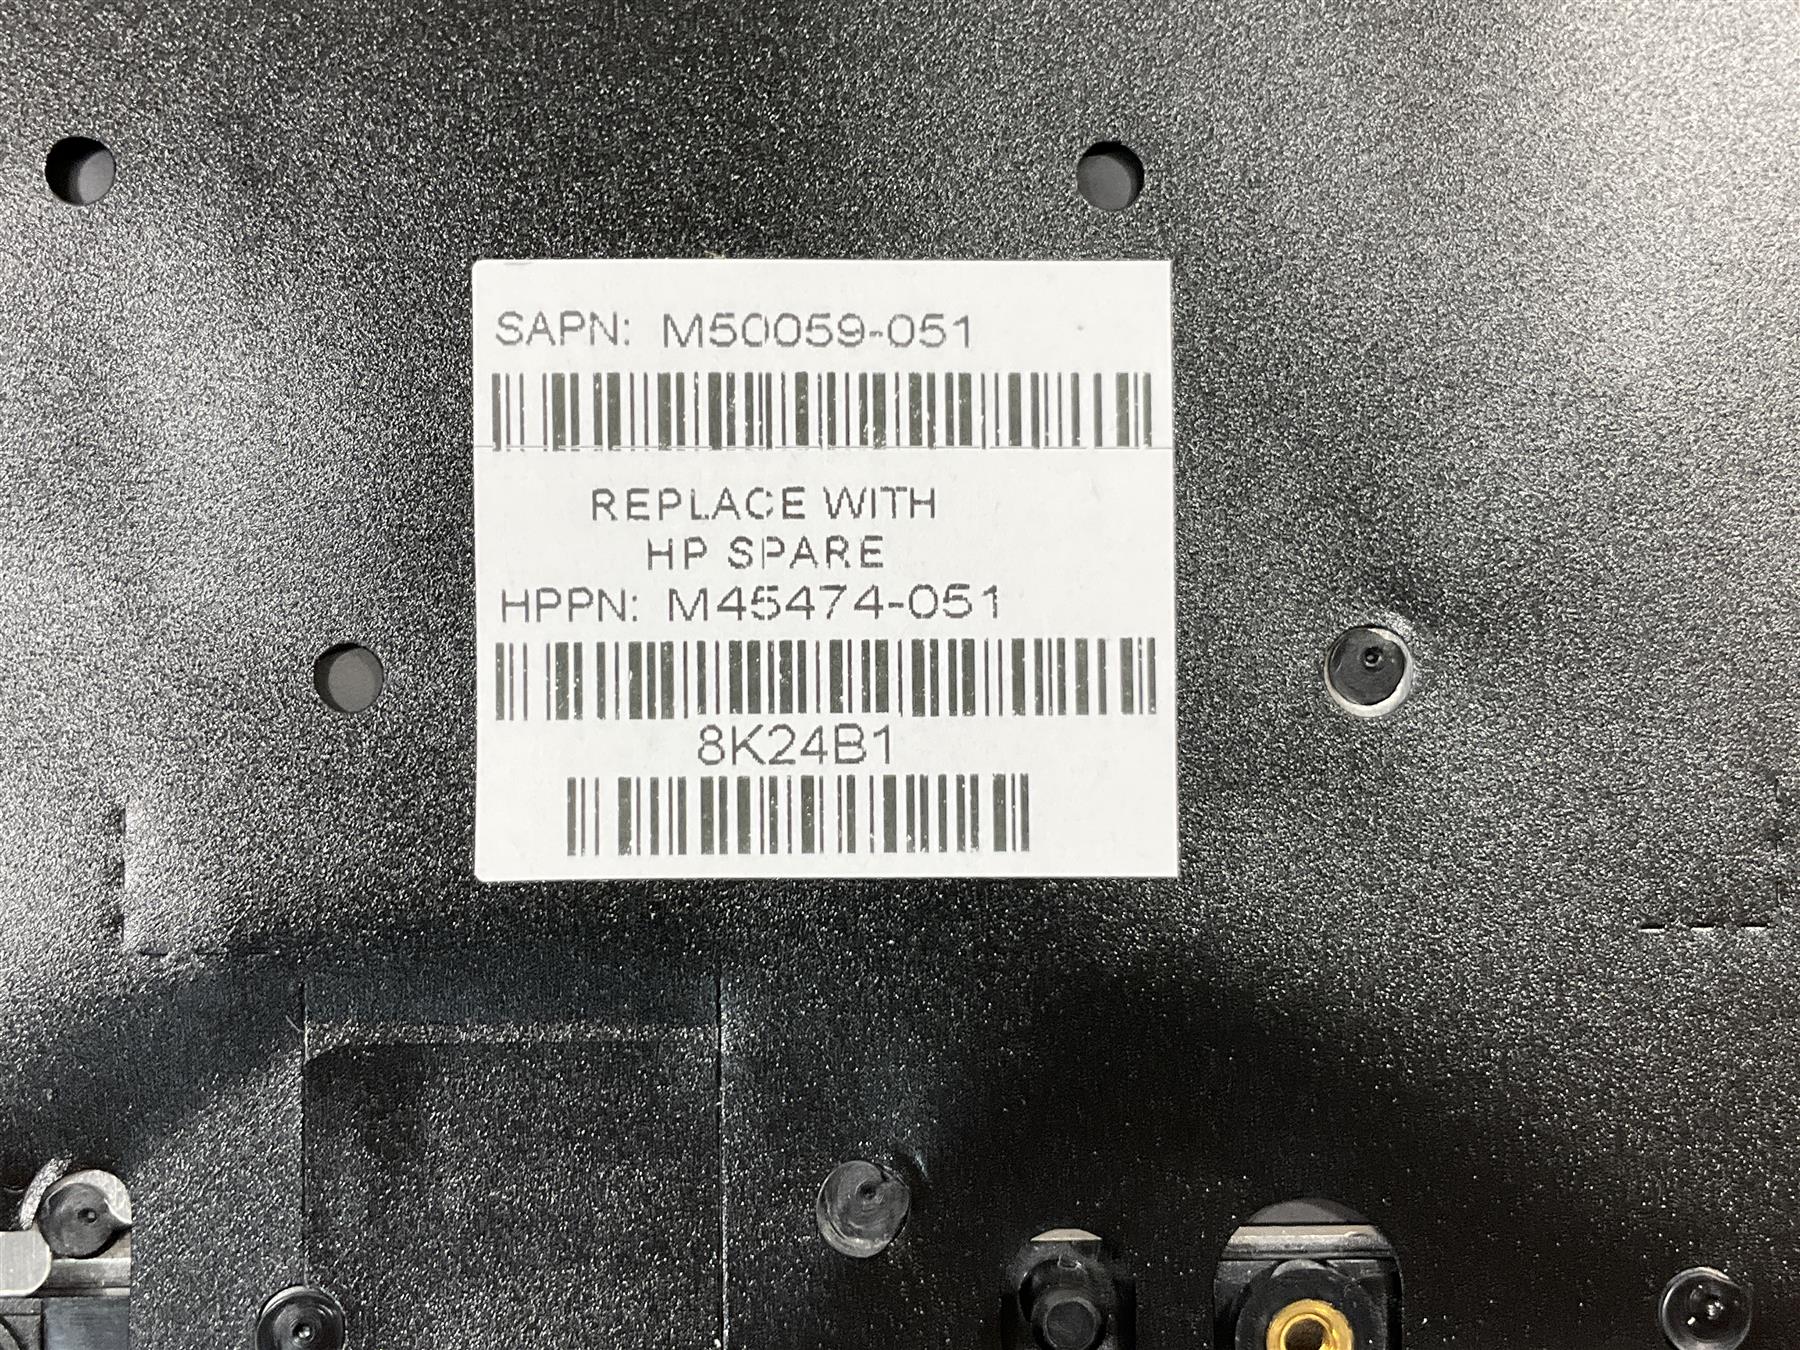 SAPN: M50059-051
REPLACE WITH
HP SPARE
HPPN: M45474-051
8K24B1